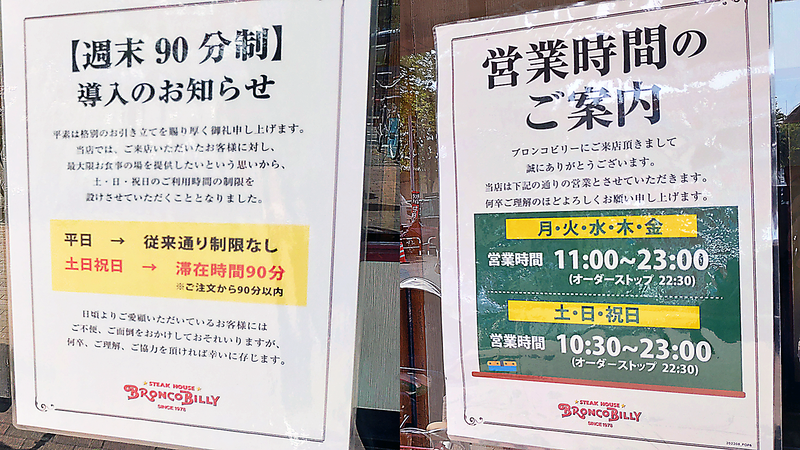 【週末90分制】
導入のお知らせ
平素は格別のお引き立てを賜り厚く御礼申し上げます。
当店では、ご来店いただいたお客様に対し、
最大限お食事の場を提供したいという思いから、
土・日・祝日のご利用時間の制限を
設けさせていただくこととなりました。
平日 → 従来通り制限なし
土日祝日 → 滞在時間90分
※ご注文から90分以内
日頃よりご愛顧いただいているお客様には
ご不便、ご面倒をおかけしておそれいりますが、
何卒、ご理解、ご協力を頂ければ幸いに存じます。
STEAK HOUSE
BRONCO BILLY
SINCE 1978
営業時間の
ご案内
ブロンコビリーにご来店頂きまして
誠にありがとうございます。
当店は下記の通りの営業とさせていただきます。
何卒ご理解のほどよろしくお願い申し上げます。
月・火・水・木・金
営業時間 11:00～23:00
(オーダーストップ 22:30)
土・日・祝日
営業時間 10:30～23:00
(オーダーストップ 22:30)
STEAK HOUSE
BRONCO BILLY
SINCE 1978